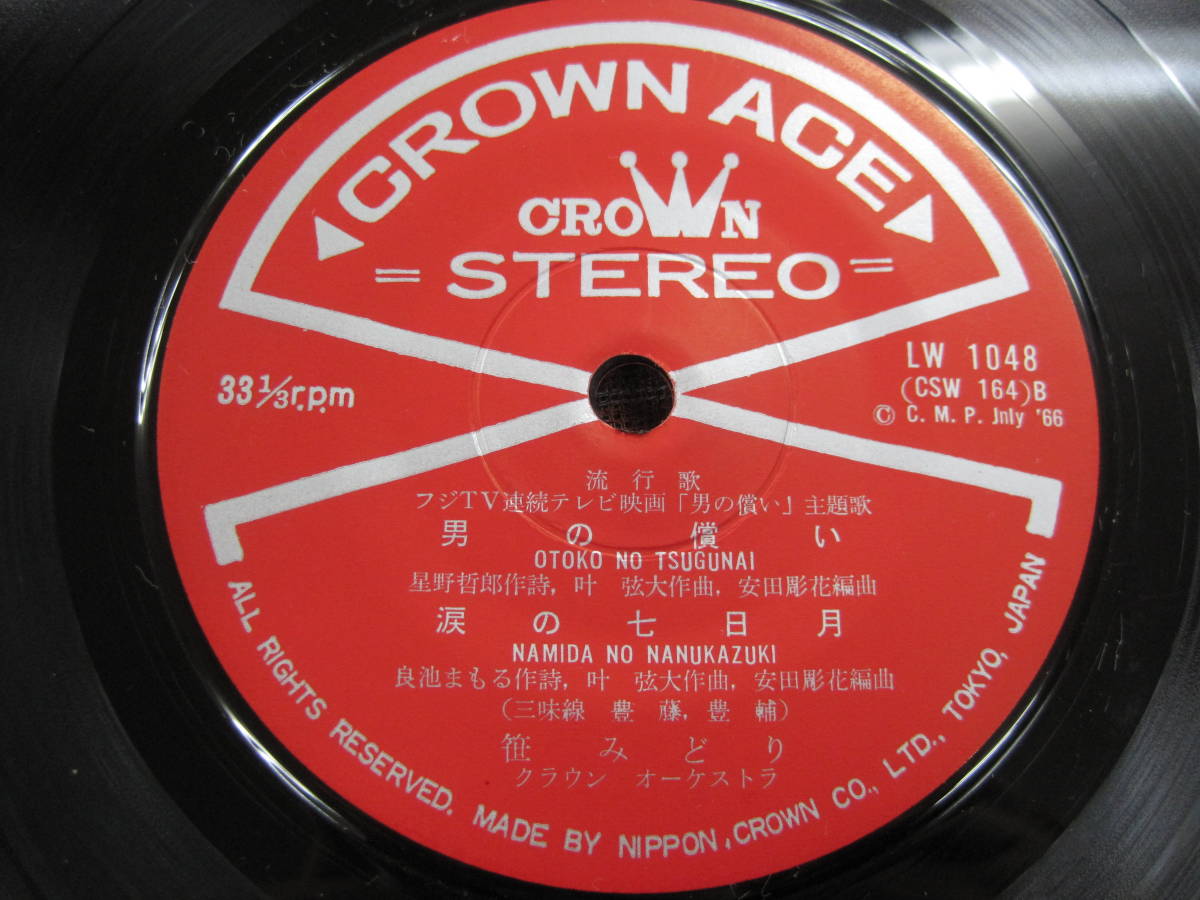 CROWN ACE
CROWN
= STEREO =
33⅓r.p.m
LW 1048
(CSW 164)B
© C. M. P. Jnly '66
流行歌
フジTV連続テレビ映画「男の償い」主題歌
男の償い
OTOKO NO TSUGUNAI
星野哲郎作詩, 叶 弦大作曲, 安田彫花編曲
涙の七日月
NAMIDA NO NANUKAZUKI
良池まもる作詩, 叶 弦大作曲, 安田彫花編曲
(三味線 豊 藤, 豊 輔)
笹みどり
クラウン オーケストラ
ALL RIGHTS RESERVED. MADE BY NIPPON, CROWN CO., LTD., TOKYO, JAPAN